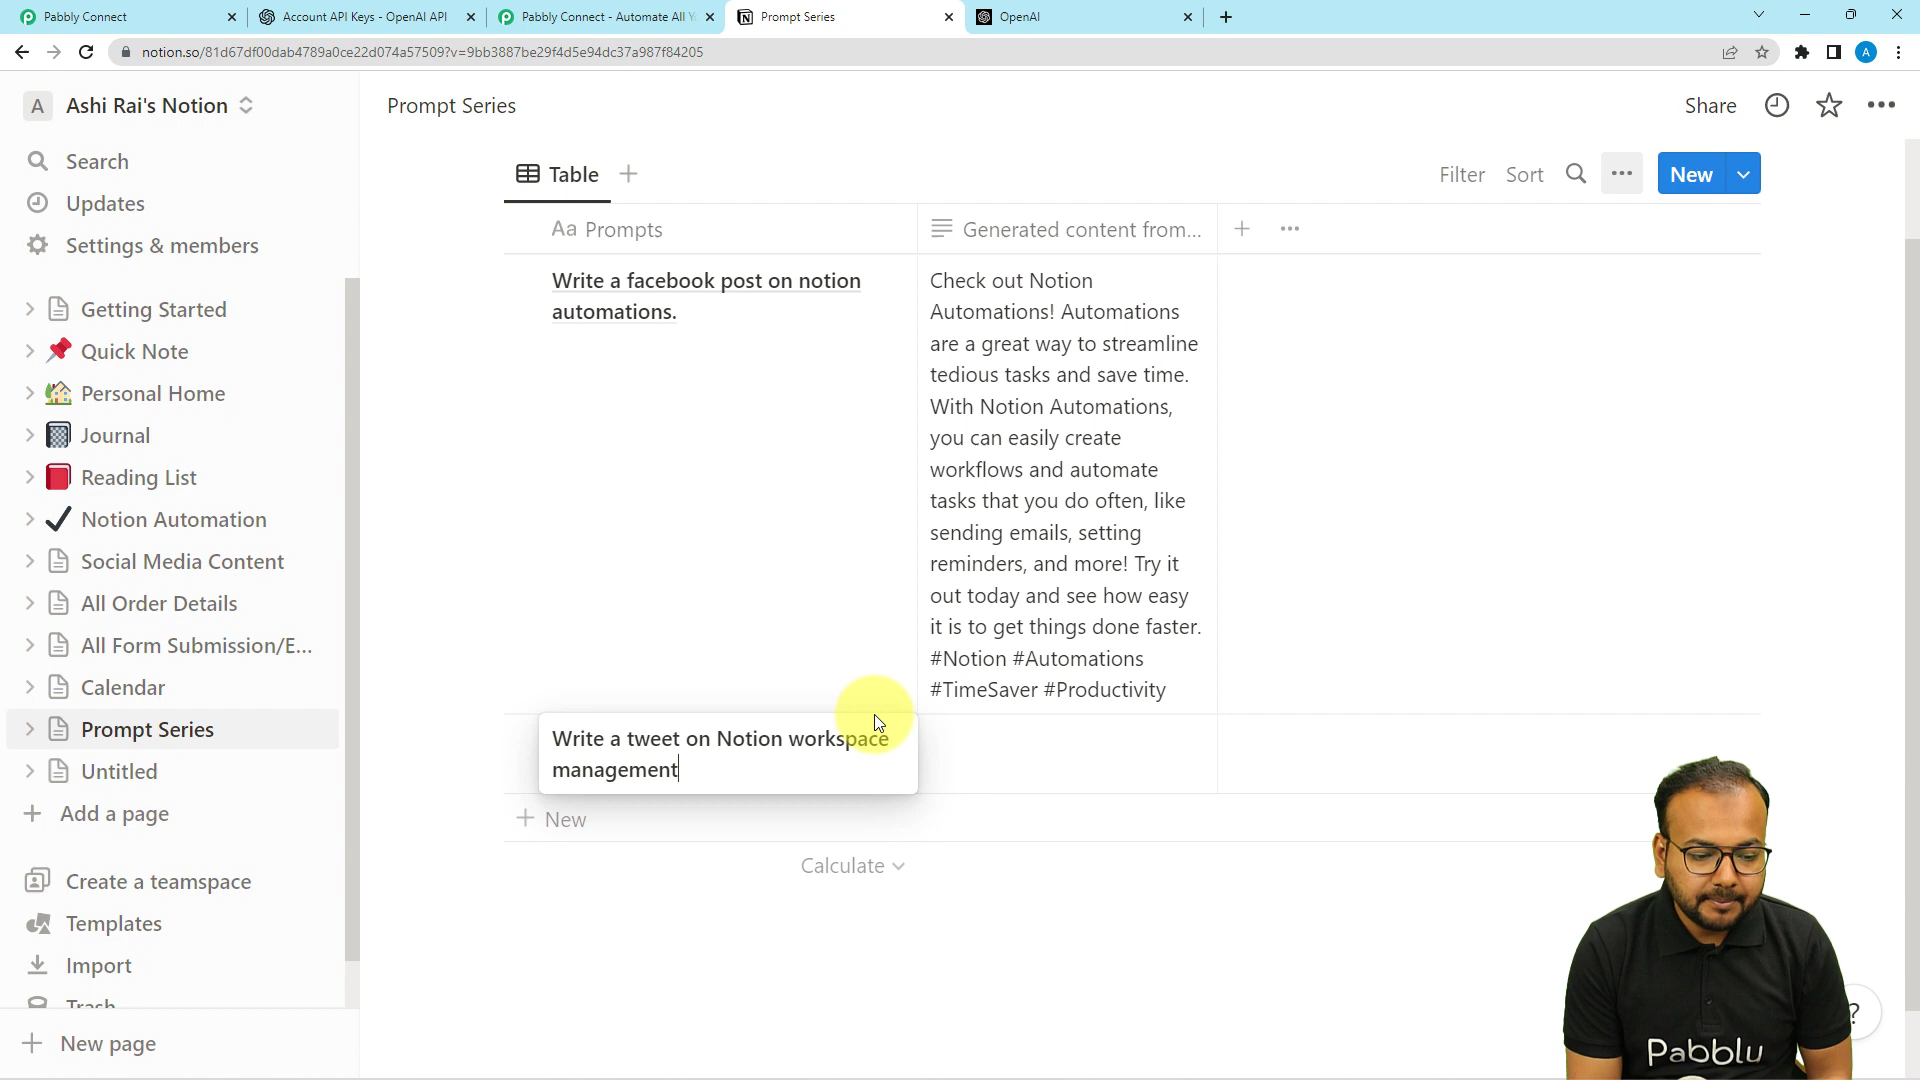 Pabbly Connect
Account API Keys - OpenAI API
Pabbly Connect - Automate All Y
Prompt Series
OpenAI
notion.so/81d67df00dab4789a0ce22d074a57509?v=9bb3887be29f4d5e94dc37a987f84205
A
A Ashi Rai's Notion
Prompt Series
Share
Search
Updates
Settings & members
Getting Started
Quick Note
Personal Home
Journal
Reading List
Notion Automation
Social Media Content
All Order Details
All Form Submission/E...
Calendar
Prompt Series
Untitled
Add a page
Create a teamspace
Templates
Import
Trash
New page
Table
Filter Sort
New
Aa Prompts
Generated content from...
Write a facebook post on notion
automations.
Check out Notion
Automations! Automations
are a great way to streamline
tedious tasks and save time.
With Notion Automations,
you can easily create
workflows and automate
tasks that you do often, like
sending emails, setting
reminders, and more! Try it
out today and see how easy
it is to get things done faster.
#Notion #Automations
#TimeSaver #Productivity
Write a tweet on Notion workspace
management
New
Calculate
?
Pabblu